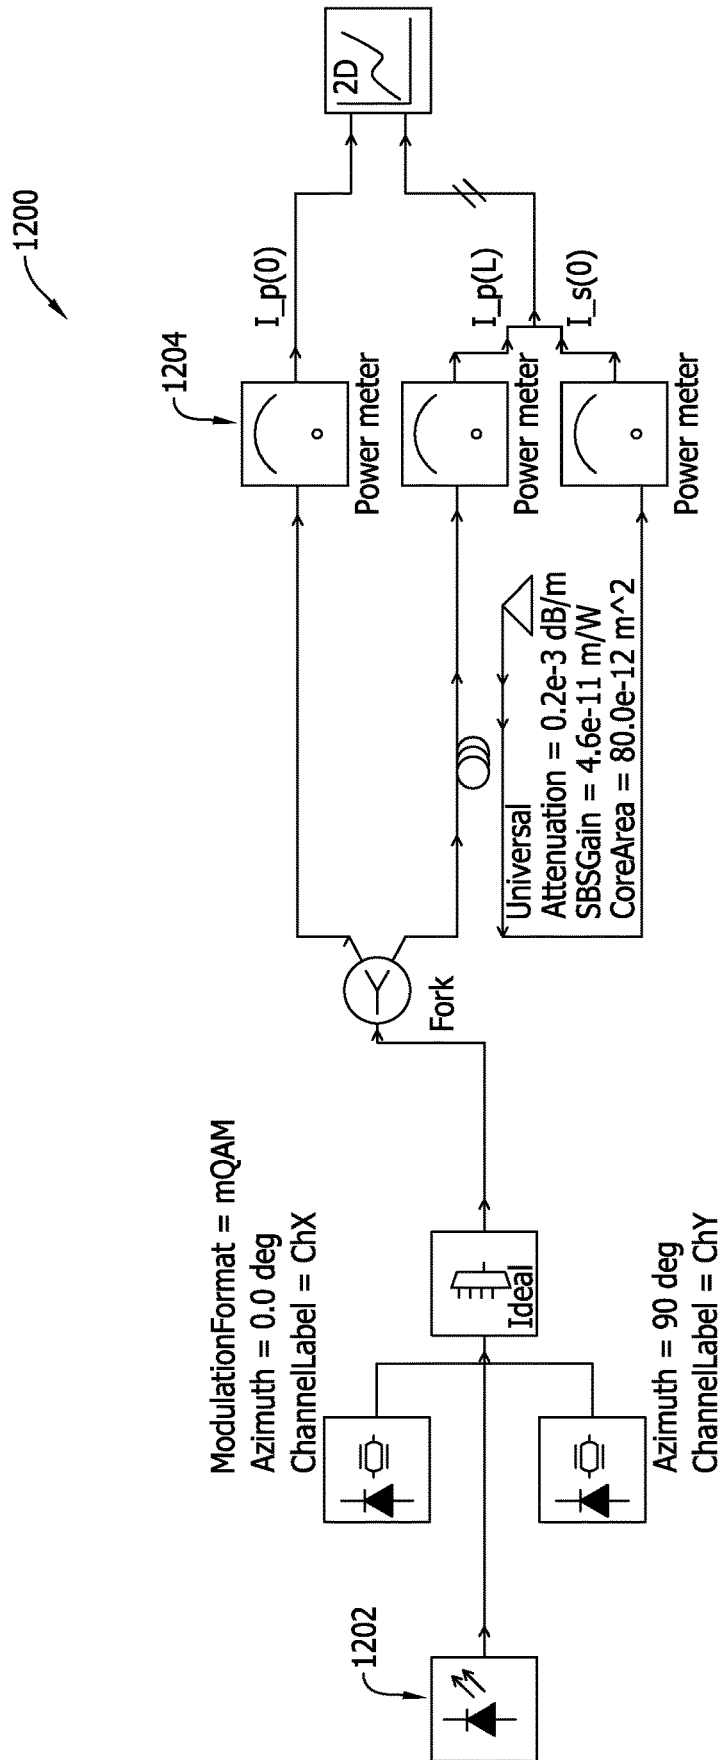 1200
1202
ModulationFormat = mQAM
Azimuth = 0.0 deg
ChannelLabel = ChX
Azimuth = 90 deg
ChannelLabel = ChY
Ideal
Y
Fork
Universal
Attenuation = 0.2e-3 dB/m
SBSGain = 4.6e-11 m/W
CoreArea = 80.0e-12 m^2
1204
Power meter
Power meter
Power meter
I_p(0)
I_p(L)
I_s(0)
2D